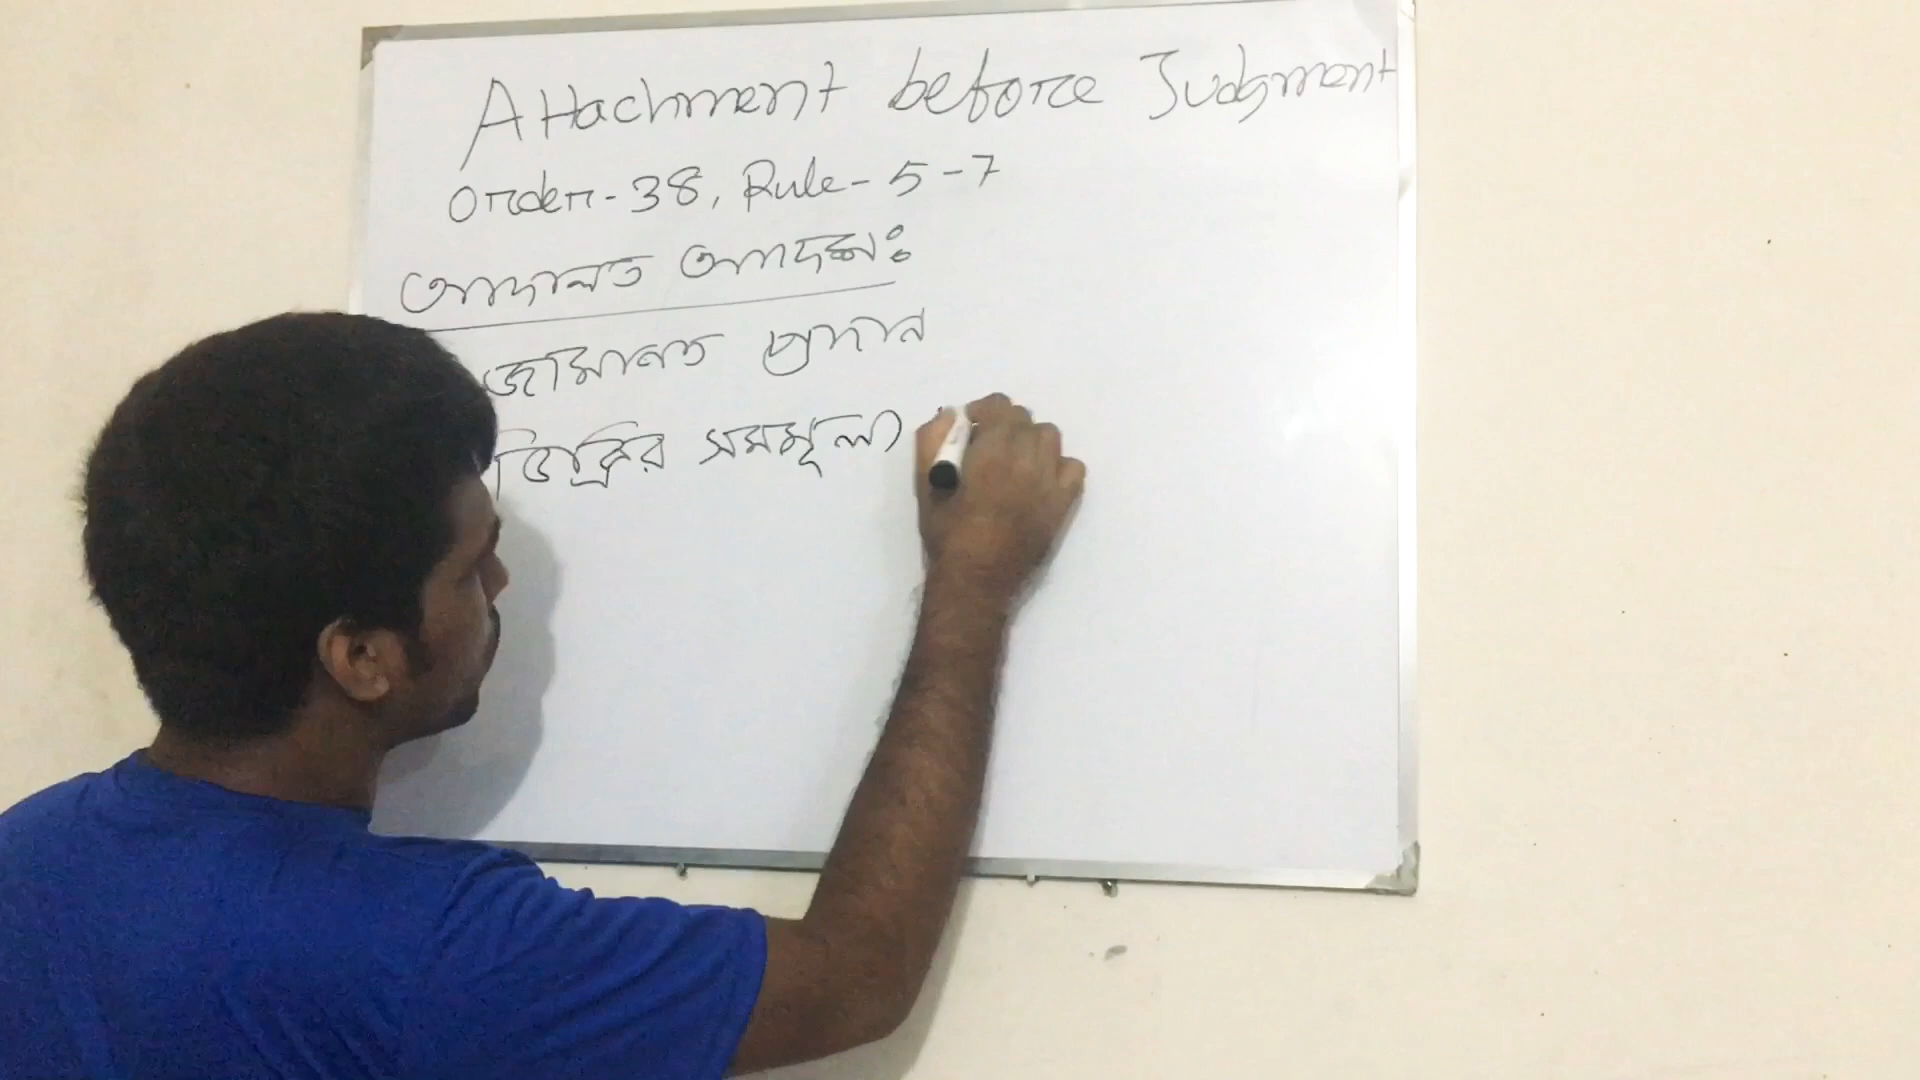 Attachment before Judgment
Order-38, Rule-5-7
আদালত আদেশঃ
জামানত প্রদান
ডিক্রির সমমূল্য